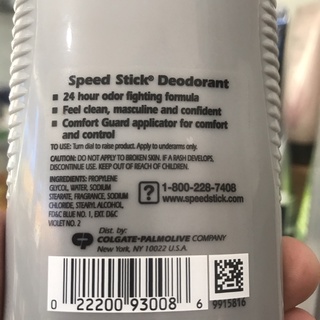 Speed Stick® Deodorant
▪ 24 hour odor fighting formula
▪ Feel clean, masculine and confident
▪ Comfort Guard applicator for comfort
and control
TO USE: Turn dial to raise product. Apply to underarms only.
CAUTION: DO NOT APPLY TO BROKEN SKIN. IF A RASH DEVELOPS,
DISCONTINUE USE. KEEP OUT OF REACH OF CHILDREN.
INGREDIENTS: PROPYLENE
GLYCOL, WATER, SODIUM
STEARATE, FRAGRANCE, SODIUM
CHLORIDE, STEARYL ALCOHOL,
FD&C BLUE NO. 1, EXT. D&C
VIOLET NO. 2
? 1-800-228-7408
www.speedstick.com
Dist. by:
COLGATE-PALMOLIVE COMPANY
New York, NY 10022 U.S.A.
0 22200 93008 6
9915816